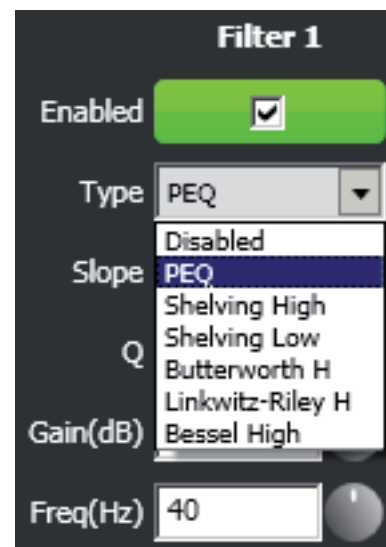 Filter 1
Enabled
Type PEQ
Disabled
Slope PEQ
Shelving High
Shelving Low
Q Butterworth H
Linkwitz-Riley H
Gain(dB) Bessel High
Freq(Hz) 40